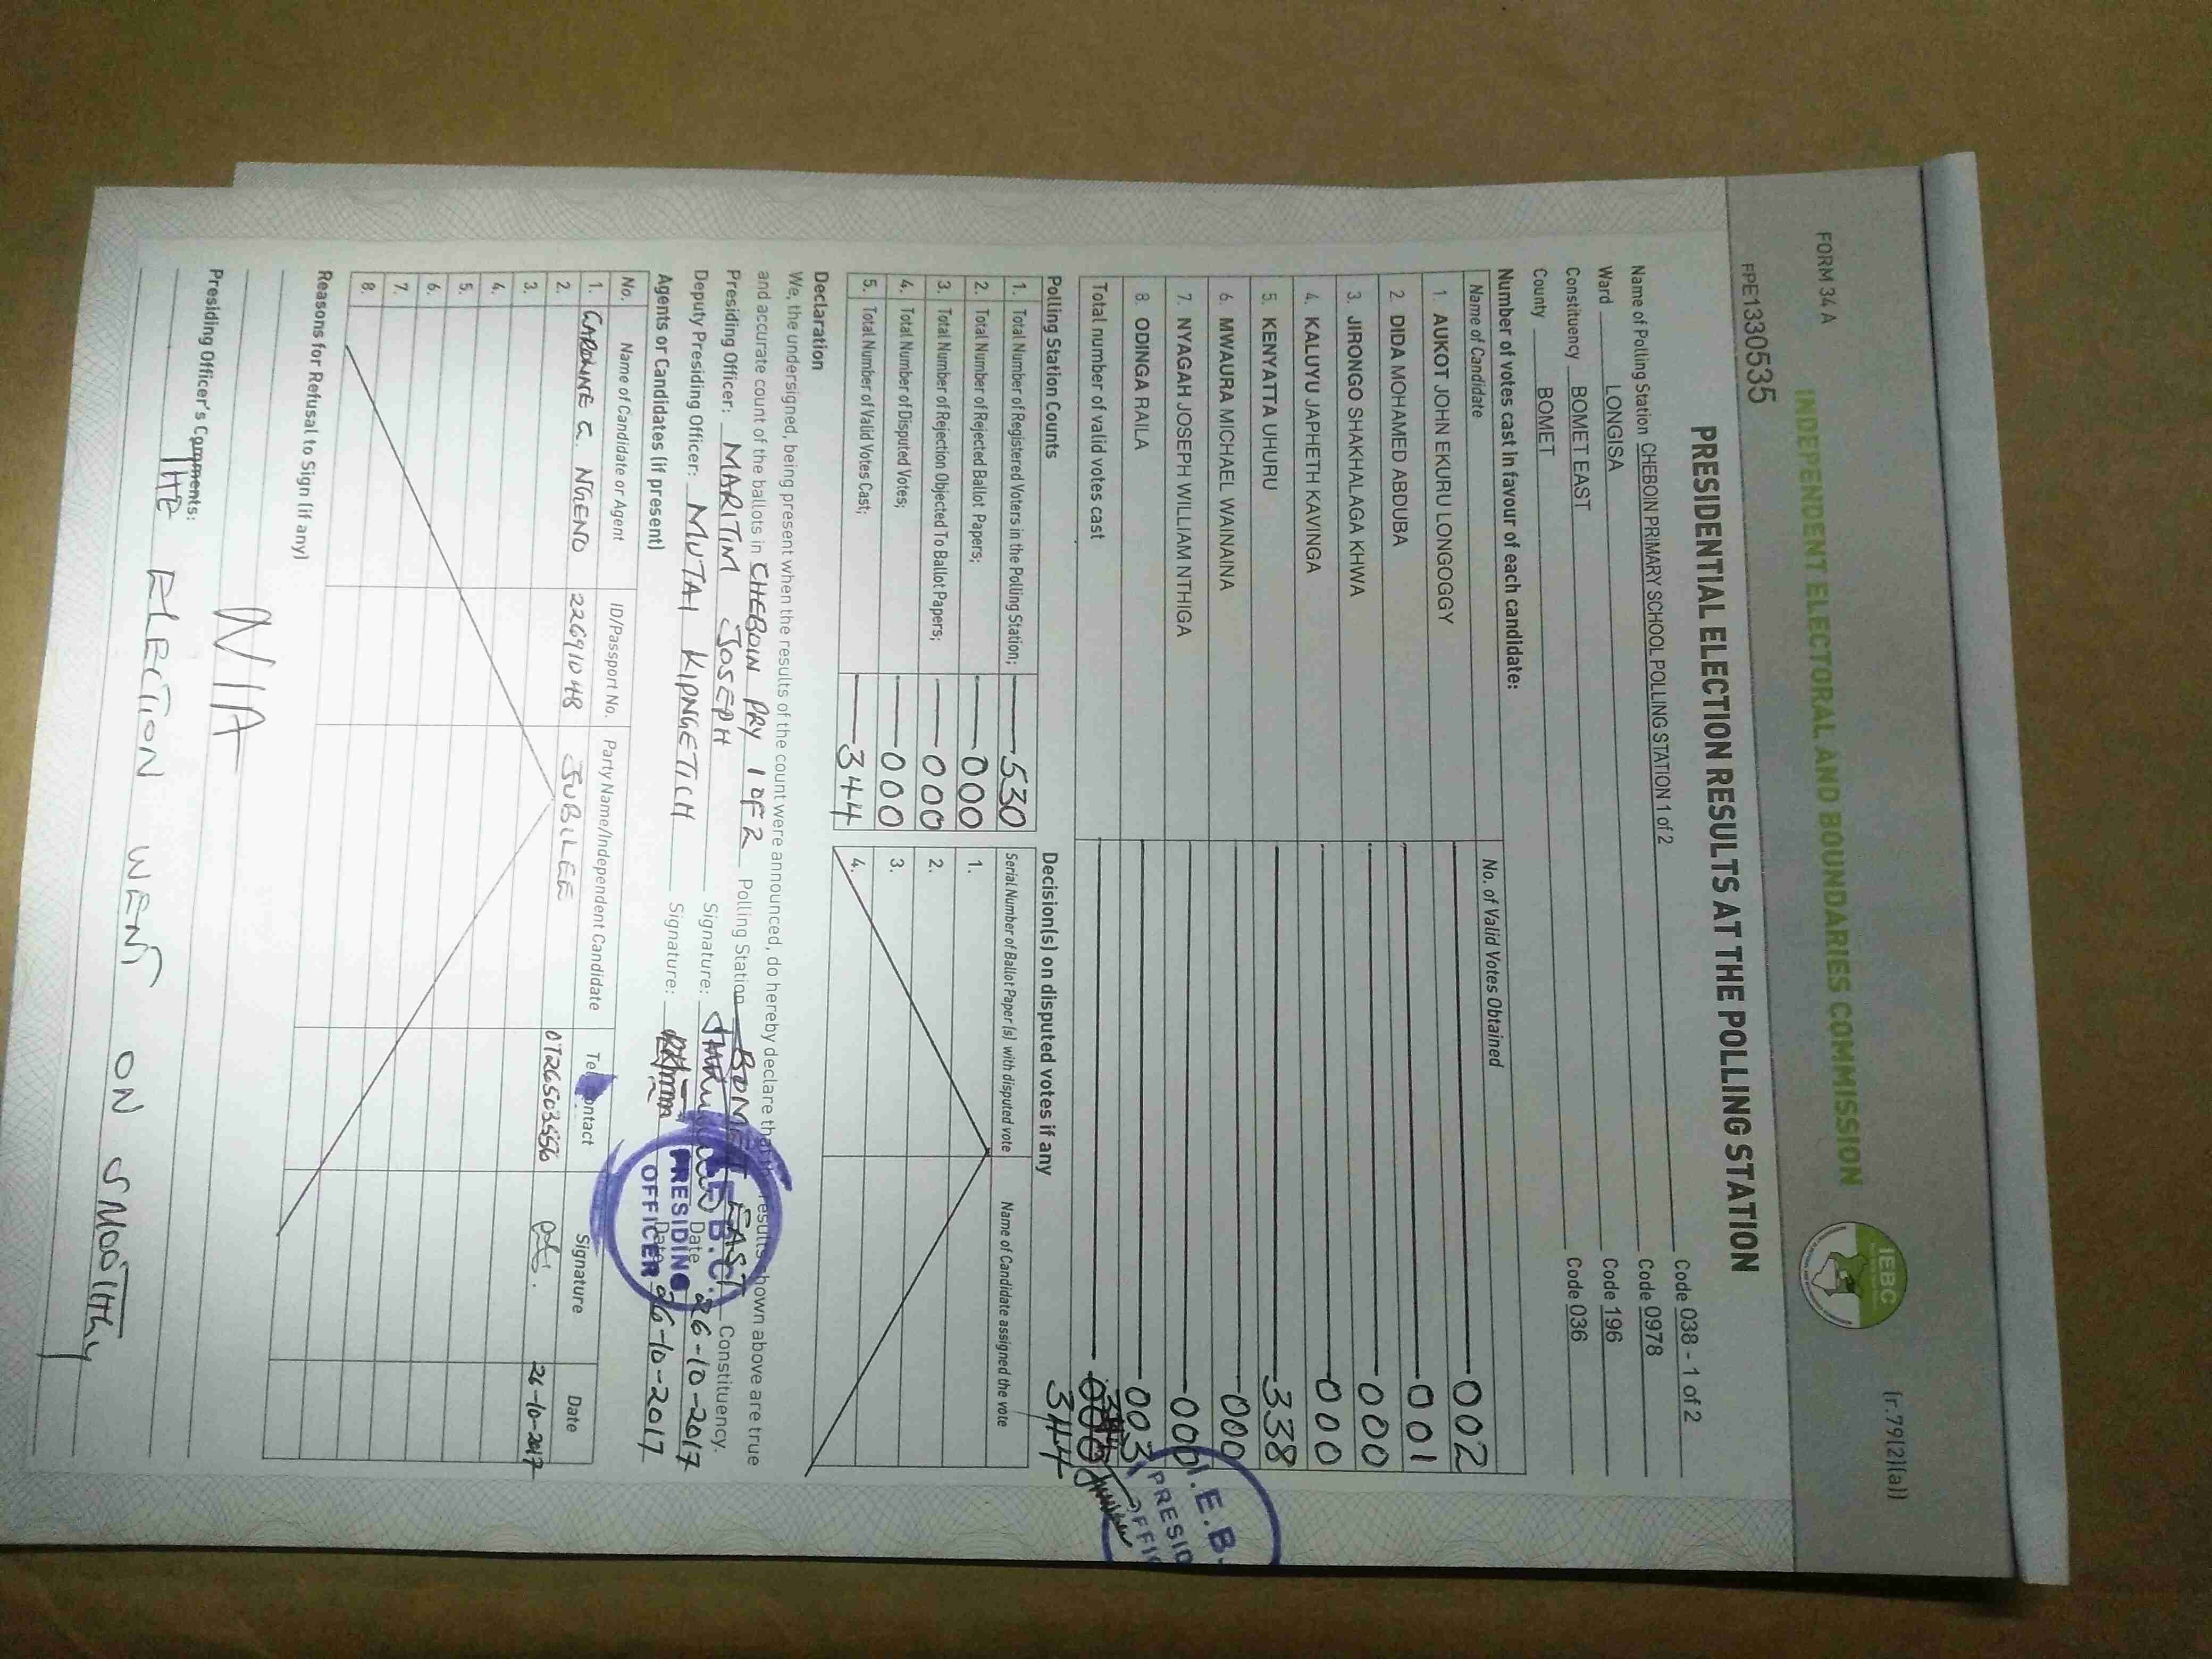 FORM 34 A
(r.79(2)(a))
INDEPENDENT ELECTORAL AND BOUNDARIES COMMISSION
IEBC
FPE1330535
PRESIDENTIAL ELECTION RESULTS AT THE POLLING STATION
Name of Polling Station CHEBOIN PRIMARY SCHOOL POLLING STATION 1 of 2 Code 038 - 1 of 2
Ward LONGISA Code 0978
Constituency BOMET EAST Code 196
County BOMET Code 036
Number of votes cast in favour of each candidate:
Name of Candidate No. of Valid Votes Obtained
1. AUKOT JOHN EKURU LONGOGGY 002
2. DIDA MOHAMED ABDUBA 001
3. JIRONGO SHAKHALAGA KHWA 000
4. KALUYU JAPHETH KAVINGA 000
5. KENYATTA UHURU 338
6. MWAURA MICHAEL WAINAINA 000
7. NYAGAH JOSEPH WILLIAM NTHIGA 000
8. ODINGA RAILA 003
Total number of valid votes cast
344
I.E.B.
PRESID
OFFI
Polling Station Counts
1. Total Number of Registered Voters in the Polling Station; 530
2. Total Number of Rejected Ballot Papers; 000
3. Total Number of Rejection Objected To Ballot Papers; 000
4. Total Number of Disputed Votes; 000
5. Total Number of Valid Votes Cast; 344
Decision(s) on disputed votes if any
Serial Number of Ballot Paper (s) with disputed vote Name of Candidate assigned the vote
1.
2.
3.
4.
Declaration
We, the undersigned, being present when the results of the count were announced, do hereby declare that results shown above are true
and accurate count of the ballots in CHEBOIN PRY 1 OF 2 Polling Station BOMET EAST Constituency.
Presiding Officer: MARITIM JOSEPH Signature: Date 26-10-2017
Deputy Presiding Officer: MUTAI KIPNGETICH Signature: Date 26-10-2017
I.E.B.C.
PRESIDING
OFFICER
Agents or Candidates (if present)
No. Name of Candidate or Agent ID/Passport No. Party Name/Independent Candidate Tel ontact Signature Date
1. NGENO 22691048 JUBILEE 0726503556 26-10-2017
2.
3.
4.
5.
6.
7.
8.
Reasons for Refusal to Sign (if any)
N/A
Presiding Officer's Comments:
THE ELECTION WENT ON SMOOTHLY